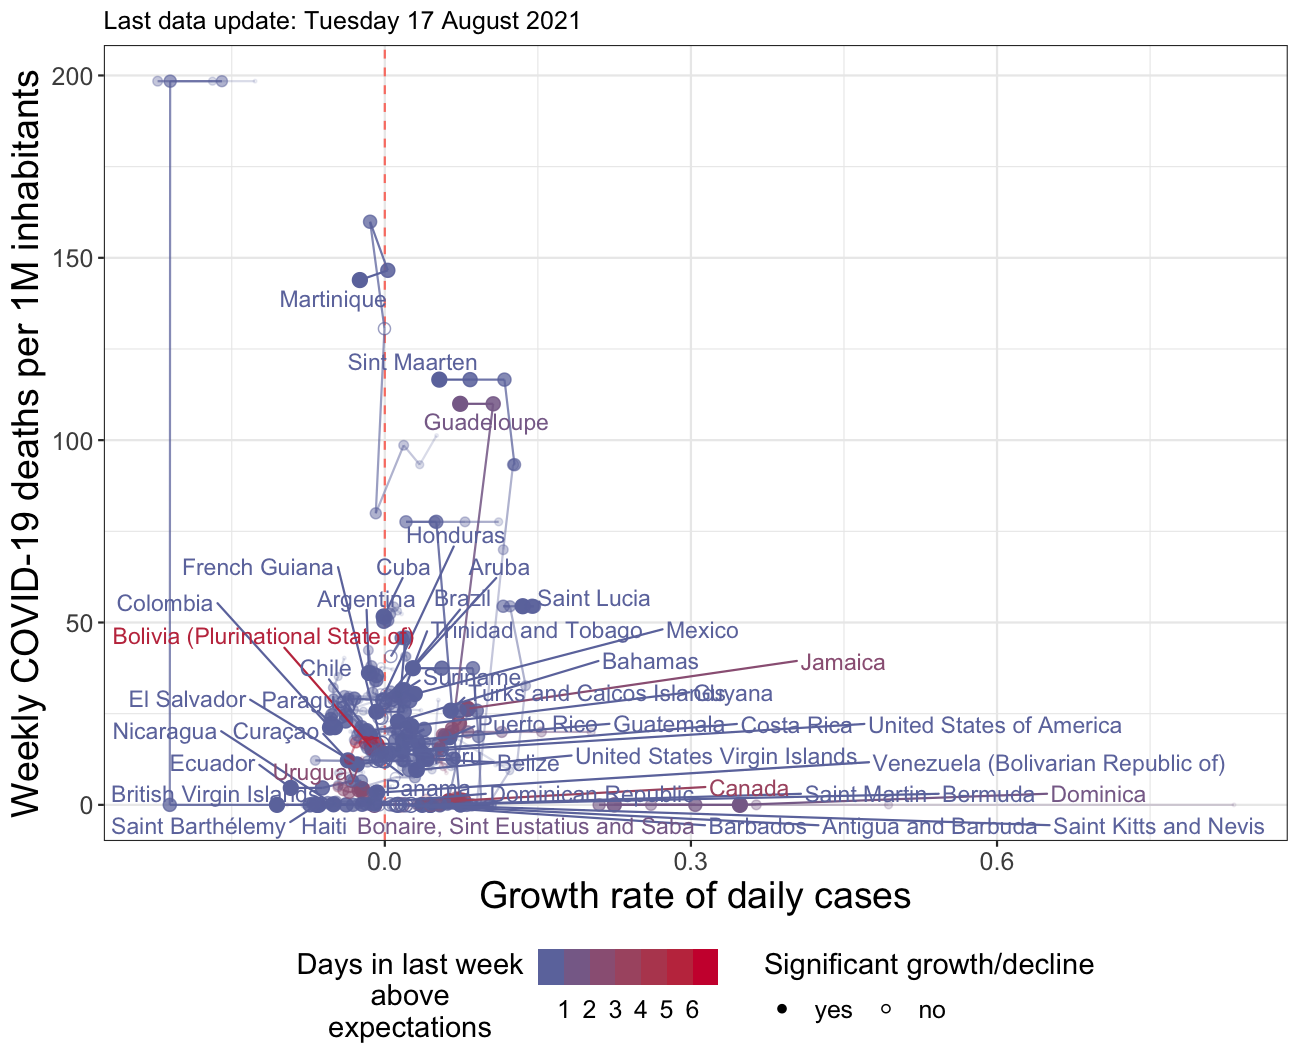 Last data update: Tuesday 17 August 2021
Weekly COVID-19 deaths per 1M inhabitants
200
150
100
50
0
Martinique
Sint Maarten
Guadeloupe
Honduras
French Guiana
Cuba
Aruba
Colombia
Argentina
Brazil
Saint Lucia
Bolivia (Plurinational State of)
Trinidad and Tobago
Mexico
Chile
Bahamas
Jamaica
Suriname
El Salvador
Turks and Caicos Islands
Guyana
Nicaragua
Curaçao
Puerto Rico
Guatemala
Costa Rica
United States of America
Ecuador
Uruguay
Belize
United States Virgin Islands
Venezuela (Bolivarian Republic of)
British Virgin Islands
Panama
Dominican Republic
Canada
Saint Martin
Bermuda
Dominica
Saint Barthélemy
Haiti
Bonaire, Sint Eustatius and Saba
Barbados
Antigua and Barbuda
Saint Kitts and Nevis
0.0
0.3
0.6
Growth rate of daily cases
Days in last week
above
expectations
1 2 3 4 5 6
Significant growth/decline
yes
no